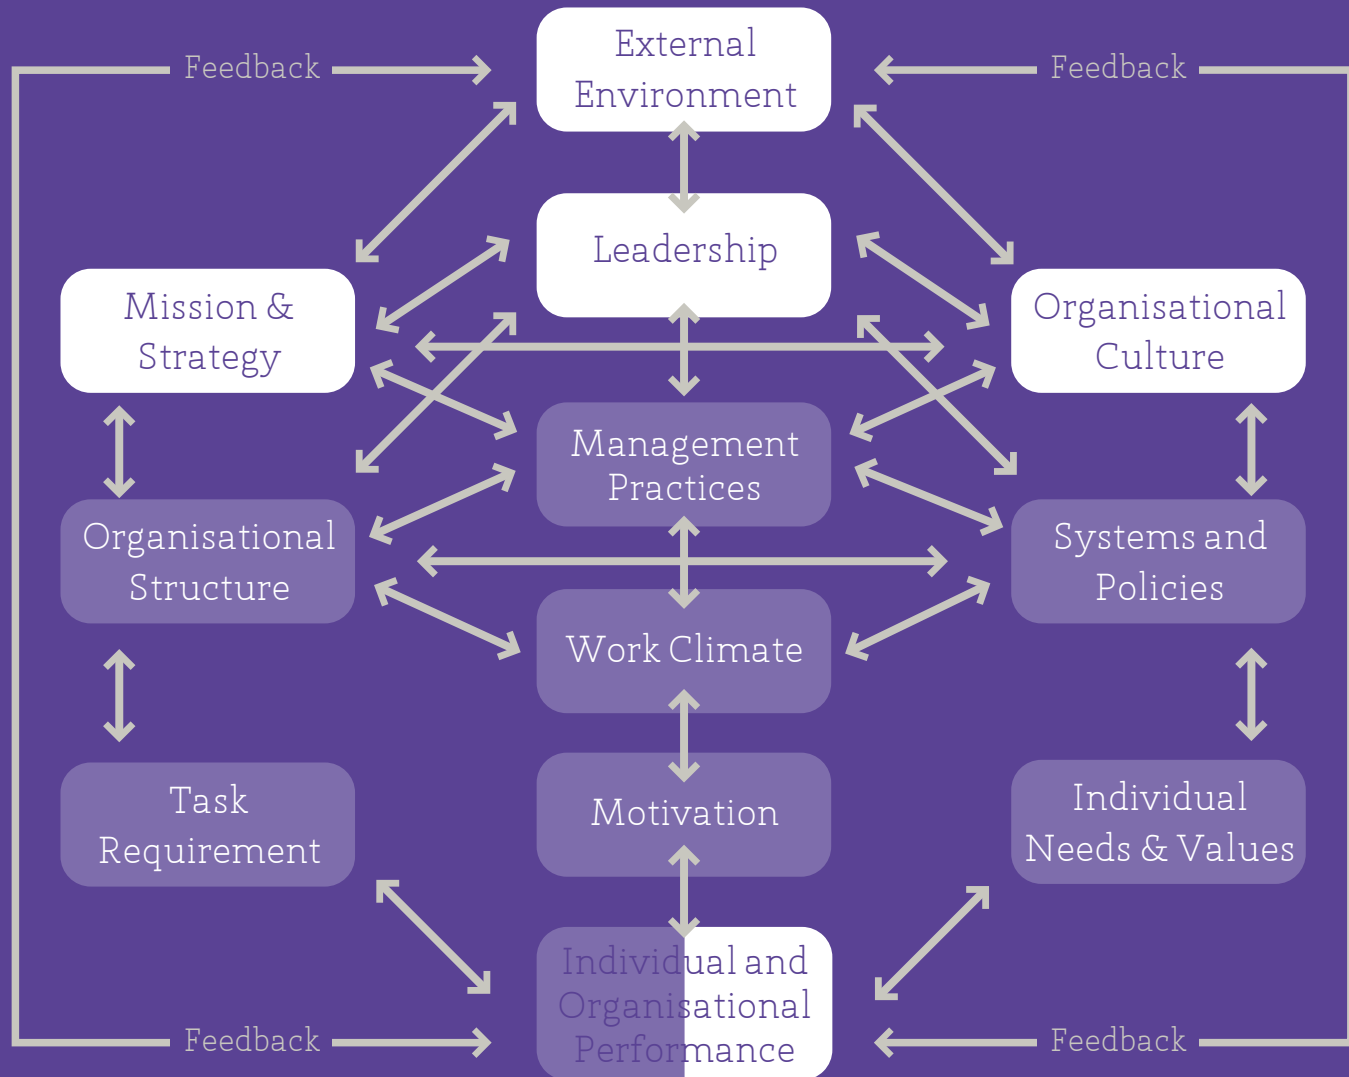 External
Environment
Feedback
Feedback
Leadership
Mission &
Strategy
Organisational
Culture
Management
Practices
Organisational
Structure
Systems and
Policies
Work Climate
Task
Requirement
Motivation
Individual
Needs & Values
Individual and
Organisational
Performance
Feedback
Feedback